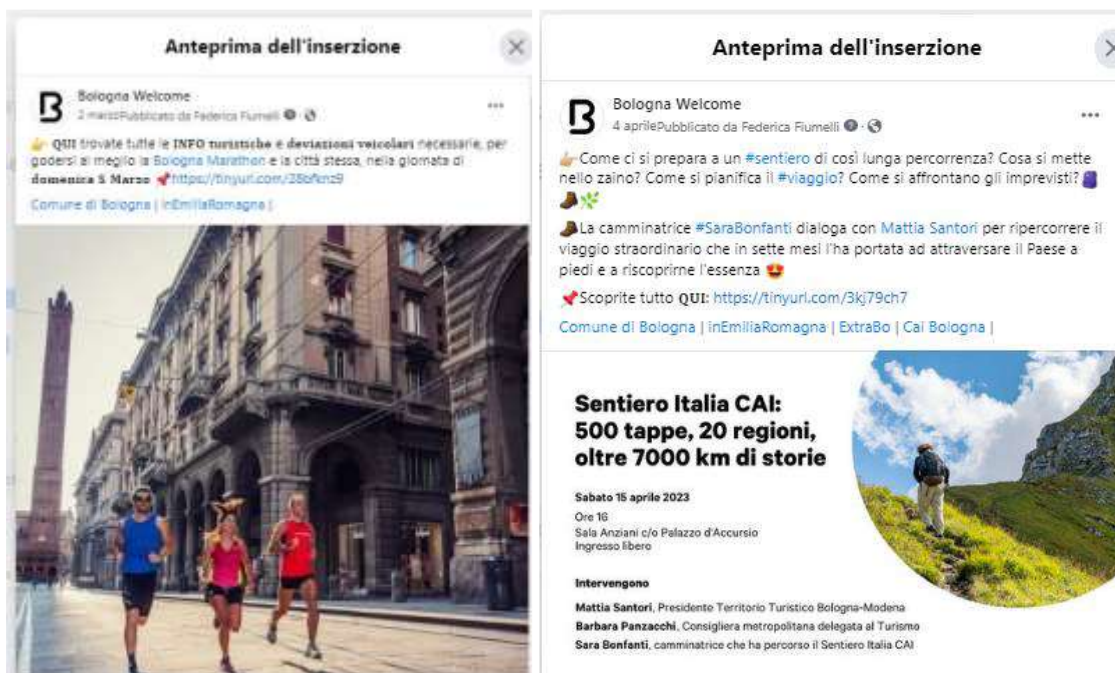 Anteprima dell'inserzione
Bologna Welcome
2 marzoPubblicato da Federica Fiumelli
👉 QUI trovate tutte le INFO turistiche e deviazioni veicolari necessarie, per
godersi al meglio la Bologna Marathon e la città stessa, nella giornata di
domenica 5 Marzo 📌https://tinyurl.com/
Comune di Bologna | inEmiliaRomagna |
Anteprima dell'inserzione
Bologna Welcome
4 aprilePubblicato da Federica Fiumelli
👉Come ci si prepara a un #sentiero di così lunga percorrenza? Cosa si mette
nello zaino? Come si pianifica il #viaggio? Come si affrontano gli imprevisti?🎒
🥾🌿
🥾La camminatrice #SaraBonfanti dialoga con Mattia Santori per ripercorrere il
viaggio straordinario che in sette mesi l'ha portata ad attraversare il Paese a
piedi e a riscoprirne l'essenza 🤩
📌Scoprite tutto QUI: https://tinyurl.com/3kj79ch7
Comune di Bologna | inEmiliaRomagna | ExtraBo | Cai Bologna |
Sentiero Italia CAI:
500 tappe, 20 regioni,
oltre 7000 km di storie
Sabato 15 aprile 2023
Ore 16
Sala Anziani c/o Palazzo d'Accursio
Ingresso libero
Intervengono
Mattia Santori, Presidente Territorio Turistico Bologna-Modena
Barbara Panzacchi, Consigliera metropolitana delegata al Turismo
Sara Bonfanti, camminatrice che ha percorso il Sentiero Italia CAI